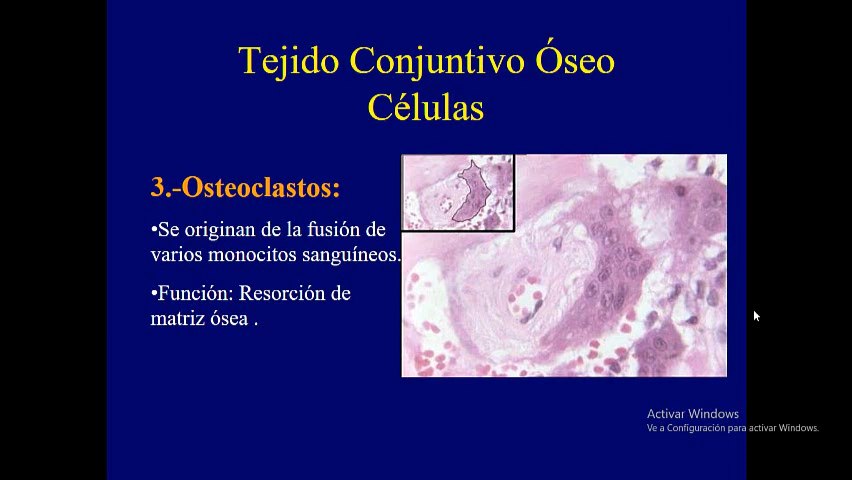 Tejido Conjuntivo Óseo
Células
3.-Osteoclastos:
•Se originan de la fusión de
varios monocitos sanguíneos.
•Función: Resorción de
matriz ósea .
Activar Windows
Ve a Configuración para activar Windows.